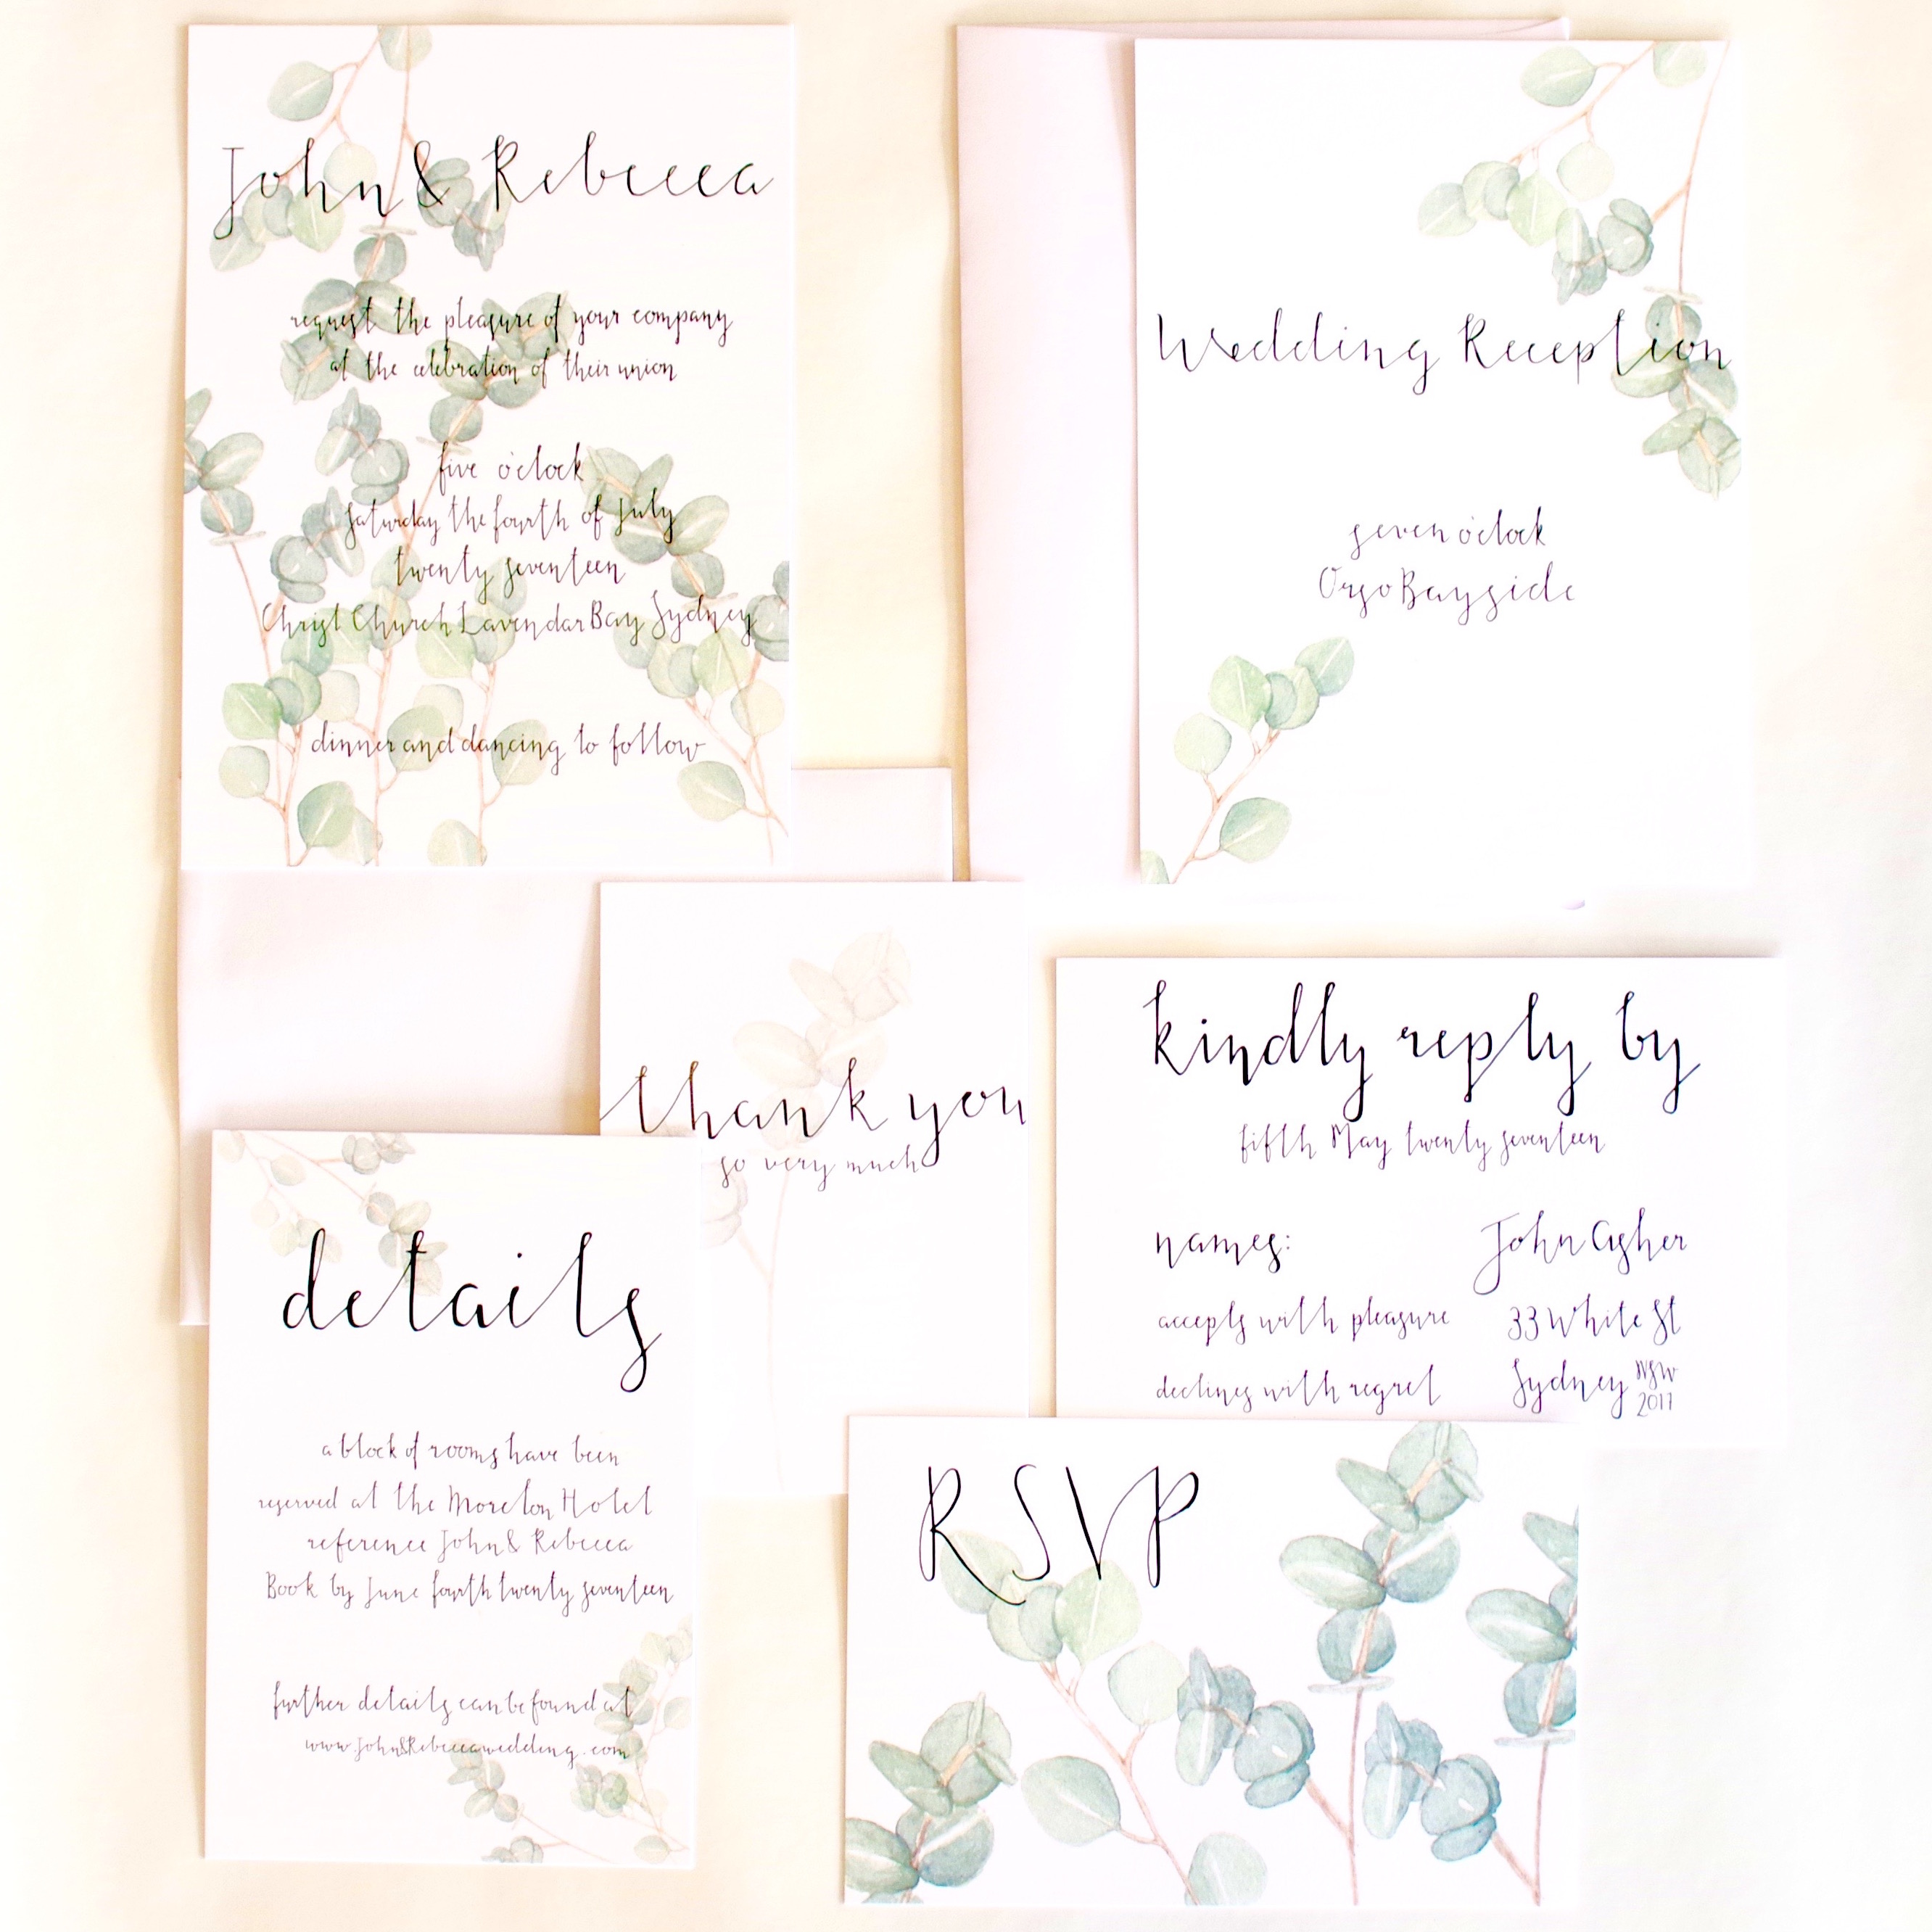 John & Rebecca
request the pleasure of your company
at the celebration of their union
five o'clock
Saturday the fourth of July
twenty seventeen
Christ Church Lavendar Bay Sydney
dinner and dancing to follow
Wedding Reception
seven o'clock
Orso Bayside
thank you
so very much
kindly reply by
fifth May twenty seventeen
names:
accepts with pleasure
declines with regret
John Asher
33 White St
Sydney NSW
2017
details
a block of rooms have been
reserved at the Moreton Hotel
reference John & Rebecca
Book by June fourth twenty seventeen
further details can be found at
www.John&Rebeccawedding.com
RSVP